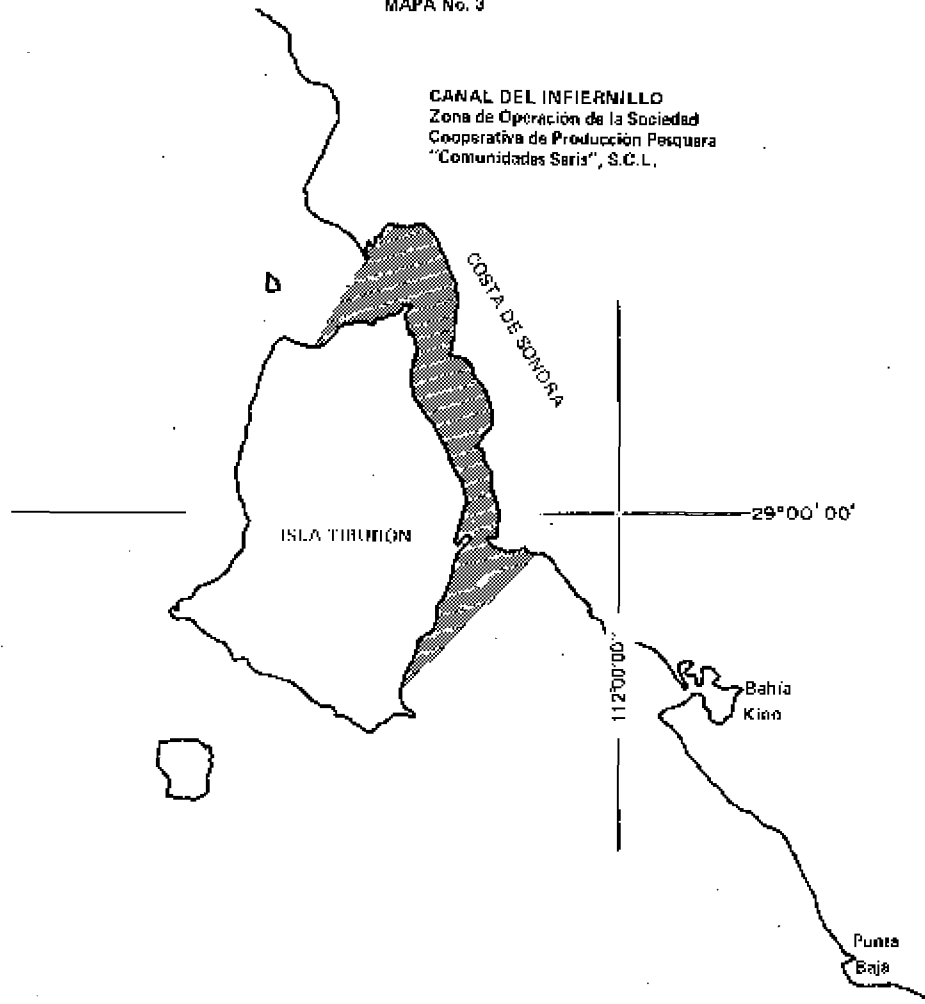 MAPA No. 3
CANAL DEL INFIERNILLO
Zona de Operación de la Sociedad
Cooperativa de Producción Pesquera
"Comunidades Seris", S.C.L.
COSTA DE SONORA
29°00'00"
ISLA TIBURÓN
112°00'00"
Bahía
Kino
Punta
Baja